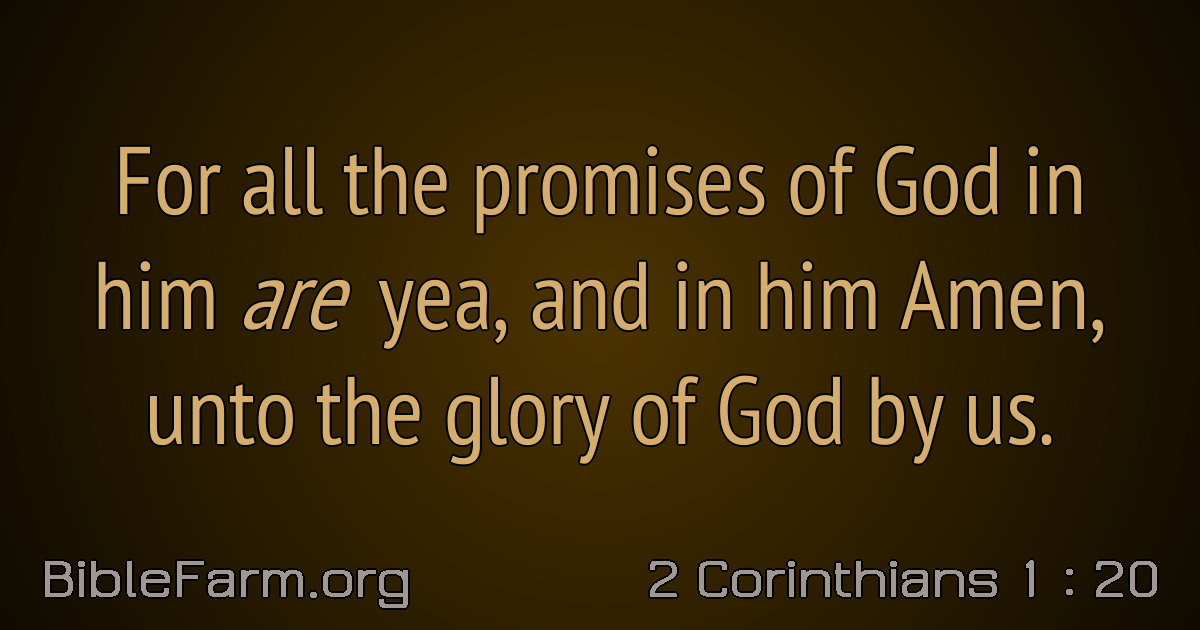 For all the promises of God in
him are yea, and in him Amen,
unto the glory of God by us.
BibleFarm.org
2 Corinthians 1 : 20